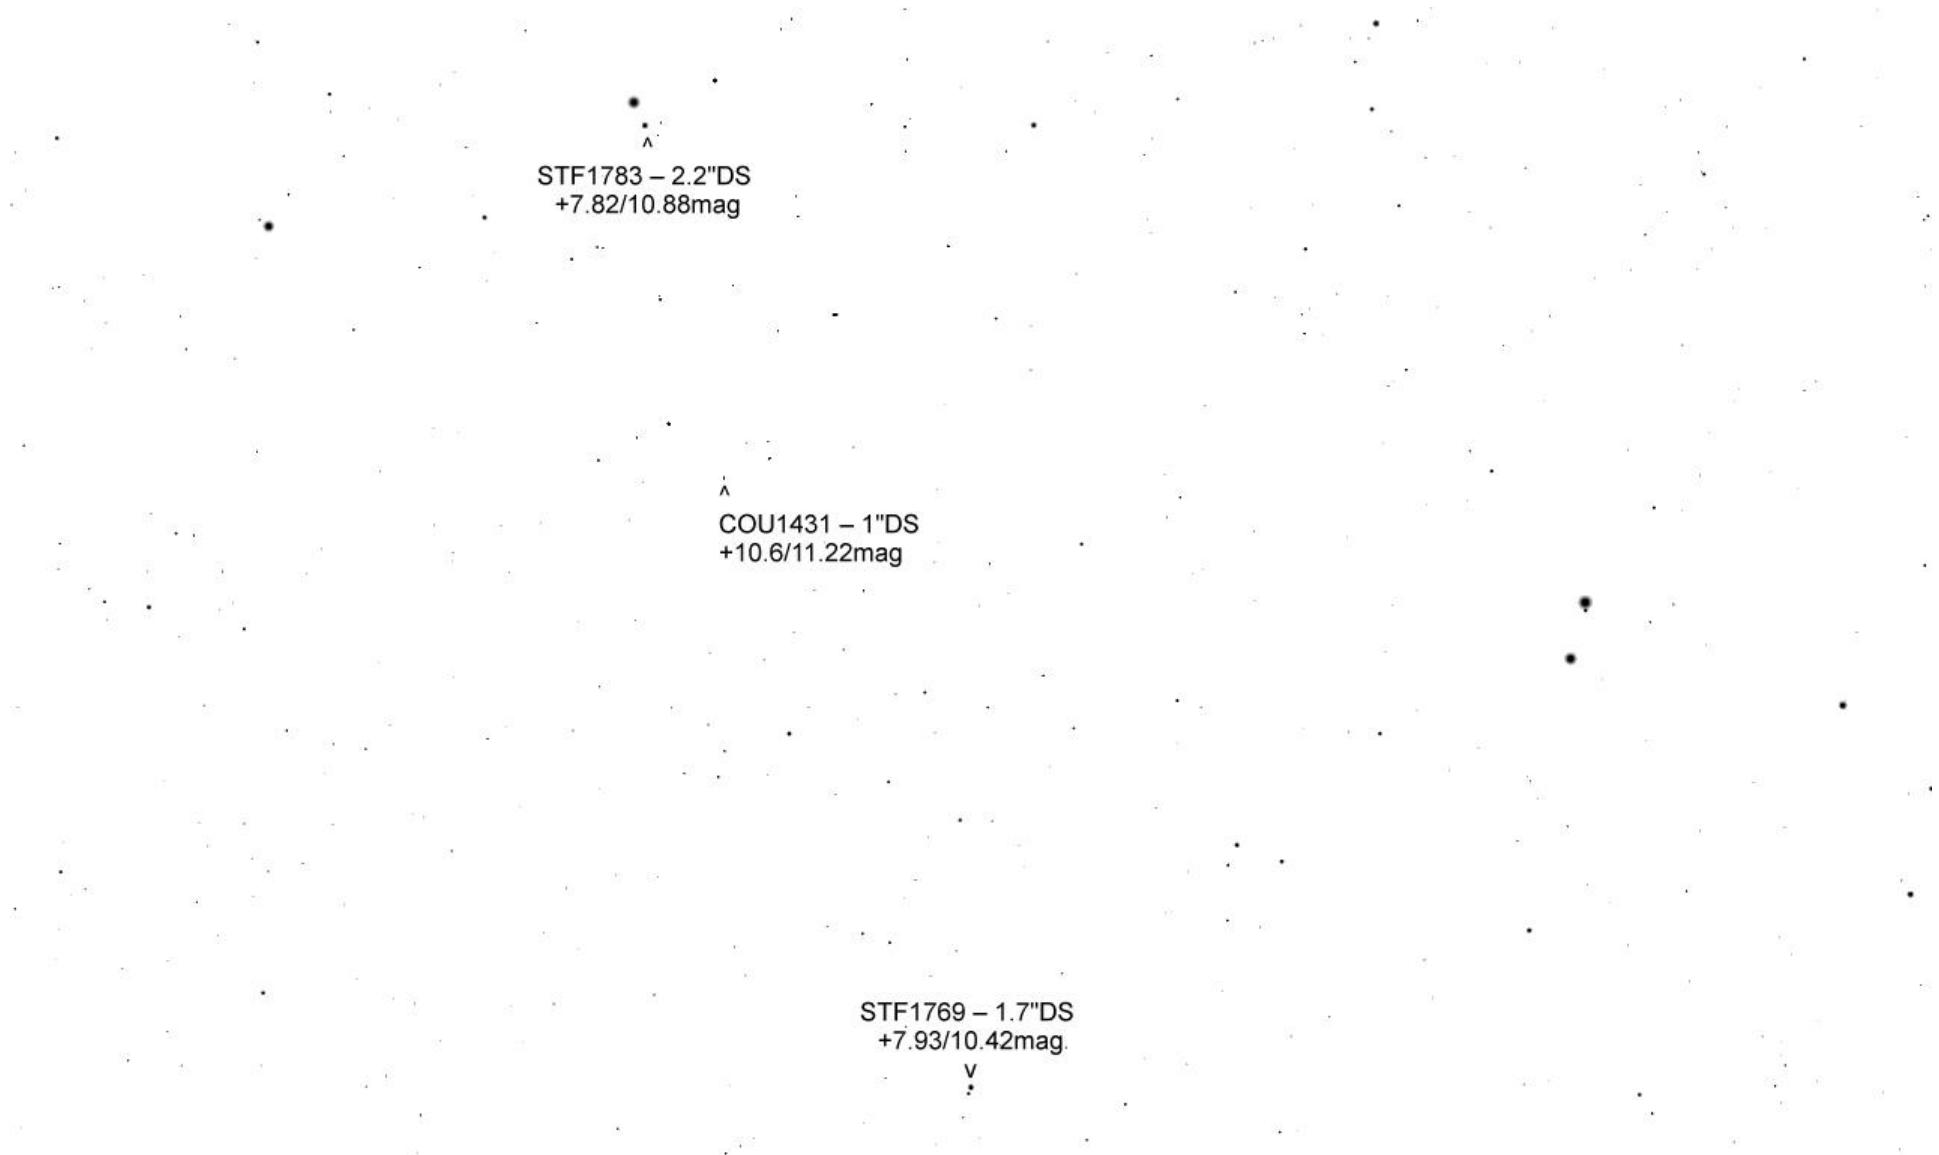 ^
STF1783 – 2.2"DS
+7.82/10.88mag
^
COU1431 – 1"DS
+10.6/11.22mag
STF1769 – 1.7"DS
+7.93/10.42mag
v